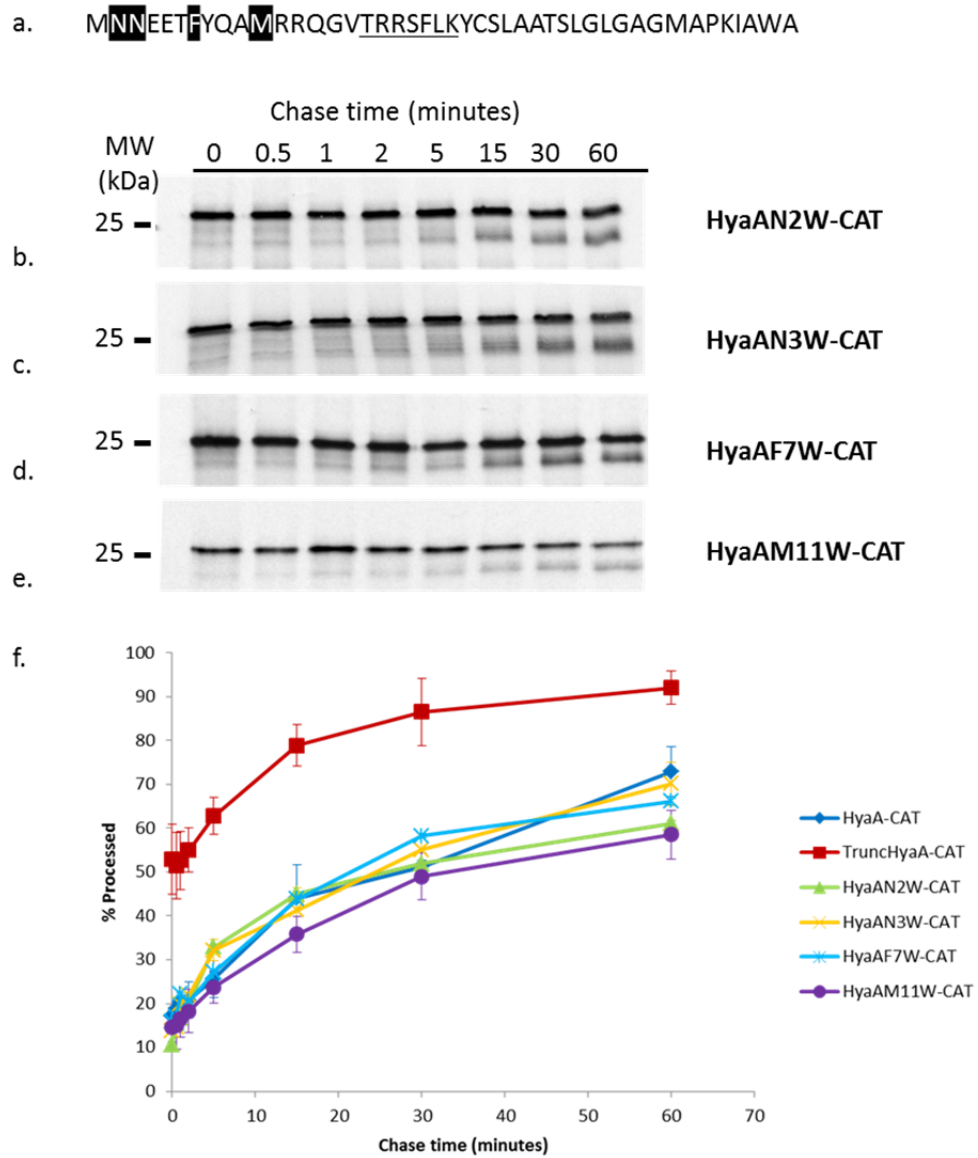 a. MNNEETFYQAMRRQGVTRRSFLKYCSLAATSLGLGAGMAPKIAWA
Chase time (minutes)
MW (kDa) 0 0.5 1 2 5 15 30 60
b. 25 HyaAN2W-CAT
c. 25 HyaAN3W-CAT
d. 25 HyaAF7W-CAT
e. 25 HyaAM11W-CAT
f.
% Processed
100
90
80
70
60
50
40
30
20
10
0
0 10 20 30 40 50 60 70
Chase time (minutes)
HyaA-CAT
TruncHyaA-CAT
HyaAN2W-CAT
HyaAN3W-CAT
HyaAF7W-CAT
HyaAM11W-CAT